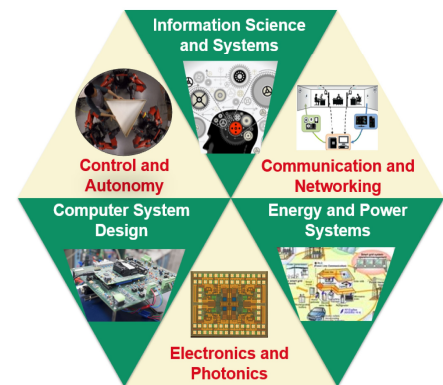 Information Science
and Systems
Control and
Autonomy
Communication and
Networking
Computer System
Design
Energy and Power
Systems
Electronics and
Photonics